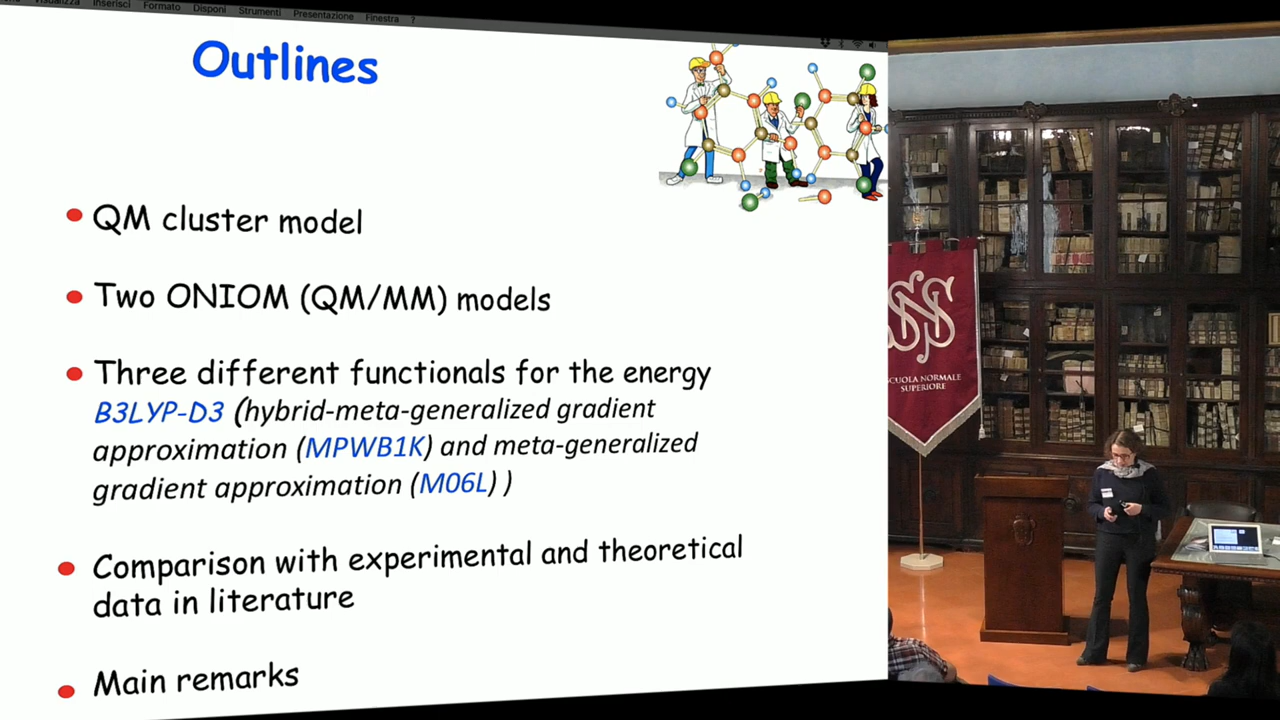 Visualizza Inserisci Formato Disponi Strumenti Presentazione Finestra ?
Outlines
QM cluster model
Two ONIOM (QM/MM) models
Three different functionals for the energy
B3LYP-D3 (hybrid-meta-generalized gradient
approximation (MPWB1K) and meta-generalized
gradient approximation (M06L) )
Comparison with experimental and theoretical
data in literature
Main remarks
SNS
SCUOLA NORMALE
SUPERIORE